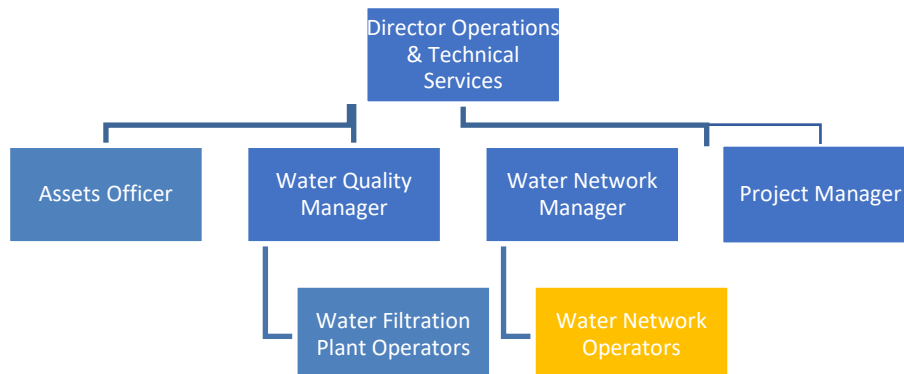 Director Operations
& Technical
Services
Assets Officer
Water Quality
Manager
Water Network
Manager
Project Manager
Water Filtration
Plant Operators
Water Network
Operators